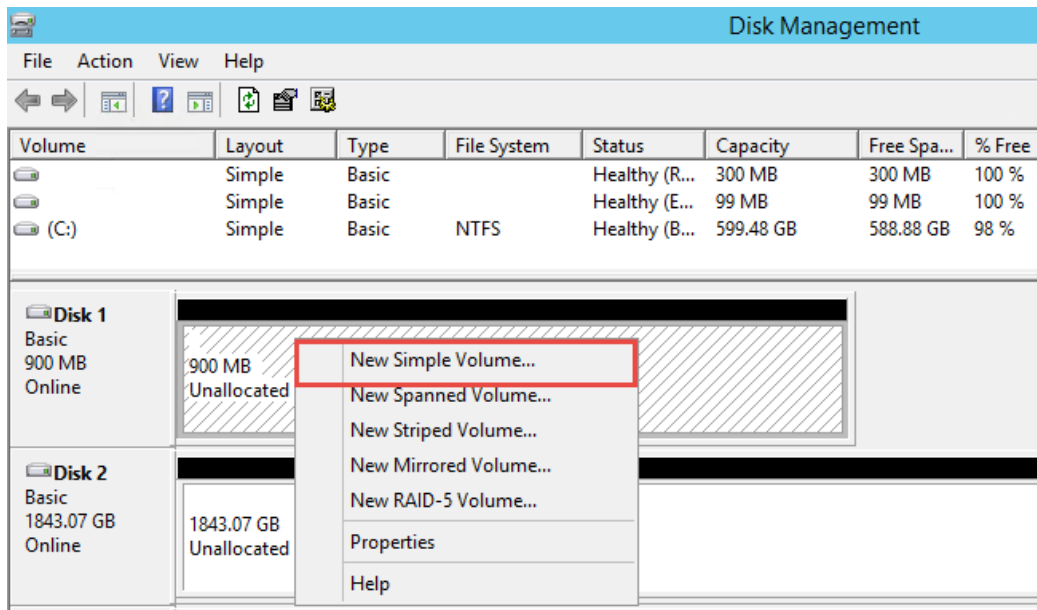 Disk Management
File Action View Help
Volume Layout Type File System Status Capacity Free Spa... % Free
Simple Basic Healthy (R... 300 MB 300 MB 100 %
Simple Basic Healthy (E... 99 MB 99 MB 100 %
(C:) Simple Basic NTFS Healthy (B... 599.48 GB 588.88 GB 98 %
Disk 1
Basic
900 MB
Online
900 MB
Unallocated
New Simple Volume...
New Spanned Volume...
New Striped Volume...
New Mirrored Volume...
New RAID-5 Volume...
Properties
Help
Disk 2
Basic
1843.07 GB
Online
1843.07 GB
Unallocated